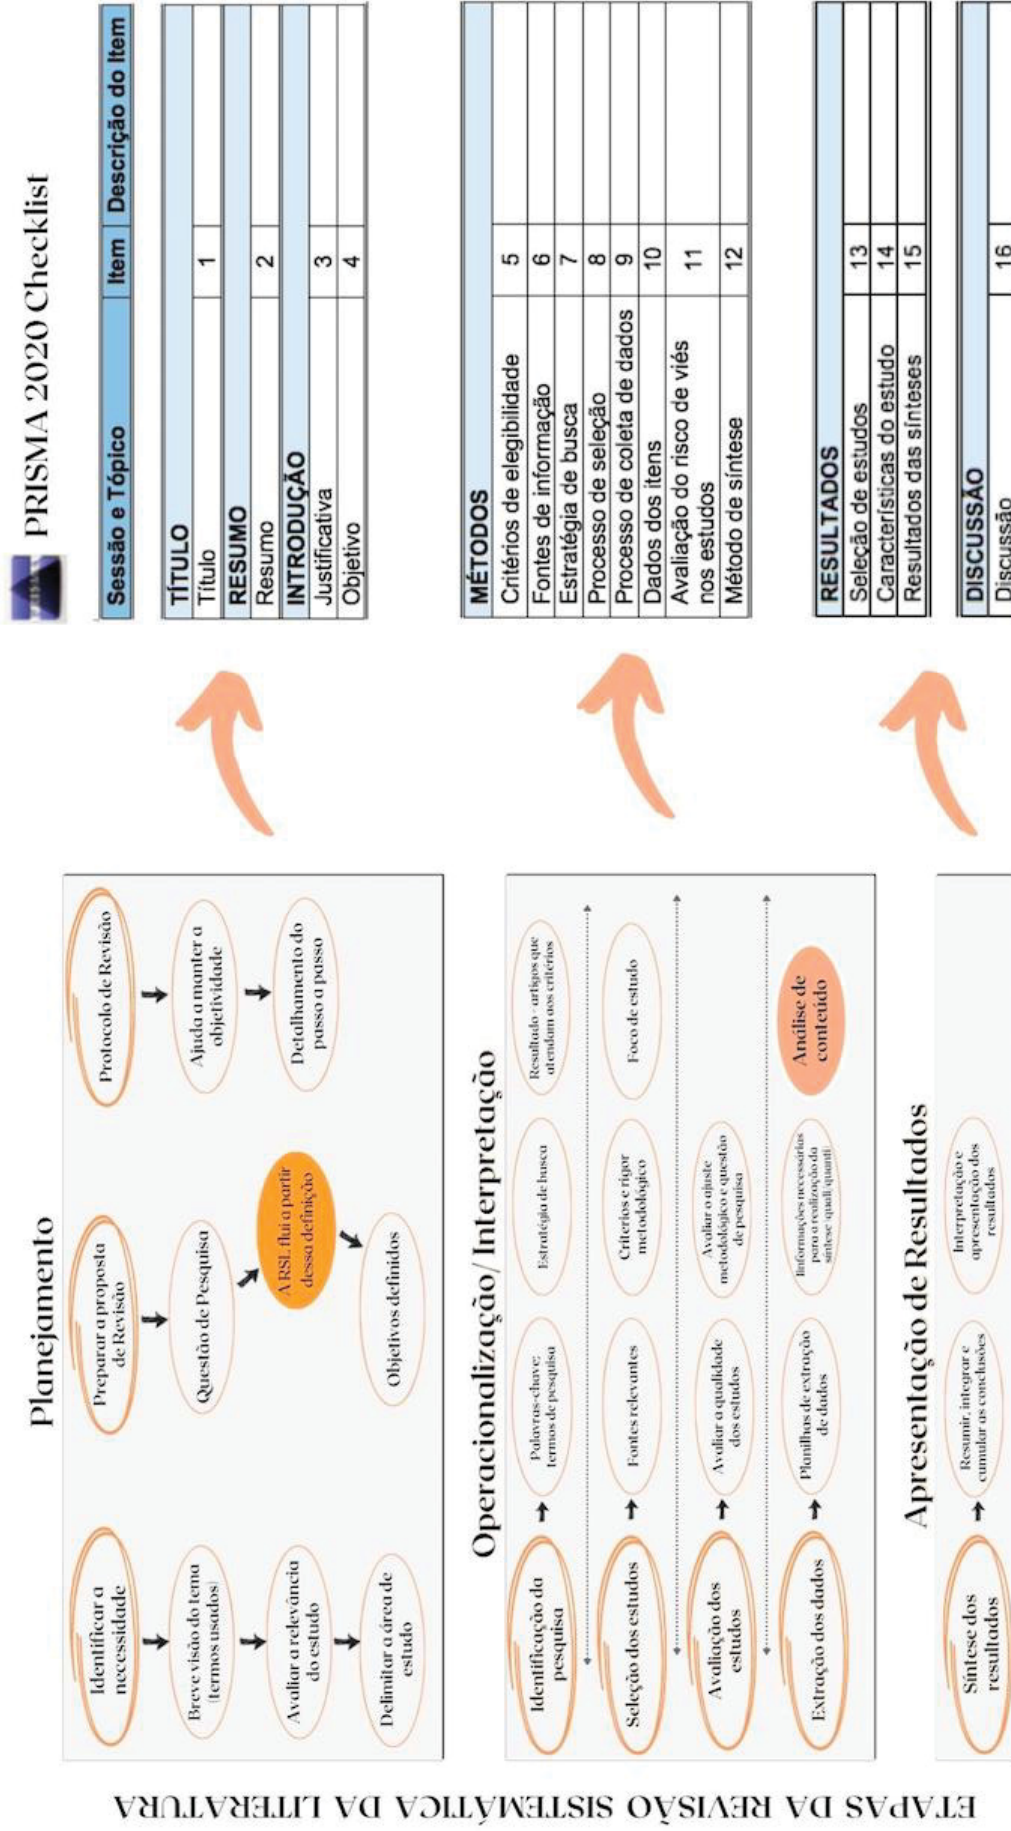 ETAPAS DA REVISÃO SISTEMÁTICA DA LITERATURA
Planejamento
Identificar a
necessidade
Breve visão do tema
(termos usados)
Avaliar a relevância
do estudo
Delimitar a área de
estudo
Preparar a proposta
de Revisão
Questão de Pesquisa
A RSL flui a partir
dessa definição
Objetivos definidos
Protocolo de Revisão
Ajuda a manter a
objetividade
Detalhamento do
passo a passo
Operacionalização/ Interpretação
Identificação da
pesquisa
Palavras-chave;
termos de pesquisa
Estratégia de busca
Resultado - artigos que
atendam aos critérios
Seleção dos estudos
Fontes relevantes
Criterios e rigor
metodológico
Foco de estudo
Avaliação dos
estudos
Avaliar a qualidade
dos estudos
Avaliar o ajuste
metodológico e questão
de pesquisa
Extração dos dados
Planilhas de extração
de dados
Iinformações necessárias
para a realização da
síntese (quali/quanti)
Análise de
conteúdo
Apresentação de Resultados
Síntese dos
resultados
Resumir, integrar e
cumular as conclusões
Interpretação e
apresentação dos
resultados
PRISMA 2020 Checklist
Sessão e Tópico Item Descrição do Item
TÍTULO
Título 1
RESUMO
Resumo 2
INTRODUÇÃO
Justificativa 3
Objetivo 4
MÉTODOS
Critérios de elegibilidade 5
Fontes de informação 6
Estratégia de busca 7
Processo de seleção 8
Processo de coleta de dados 9
Dados dos itens 10
Avaliação do risco de viés
nos estudos 11
Método de síntese 12
RESULTADOS
Seleção de estudos 13
Características do estudo 14
Resultados das sínteses 15
DISCUSSÃO
Discussão 16